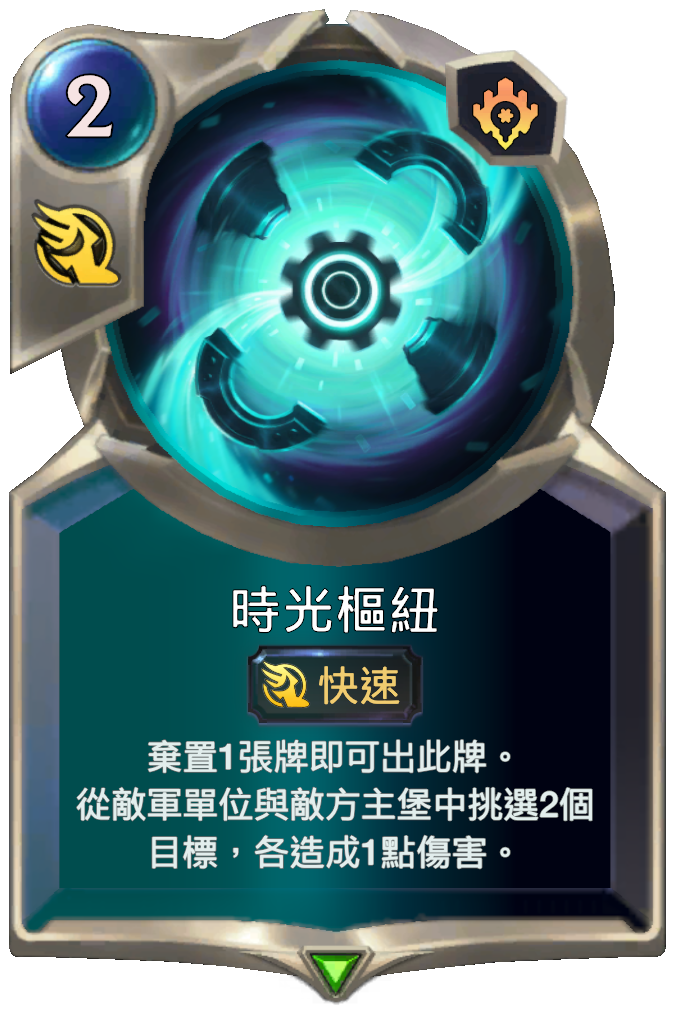 2
時光樞紐
快速
棄置1張牌即可出此牌。
從敵軍單位與敵方主堡中挑選2個
目標,各造成1點傷害。